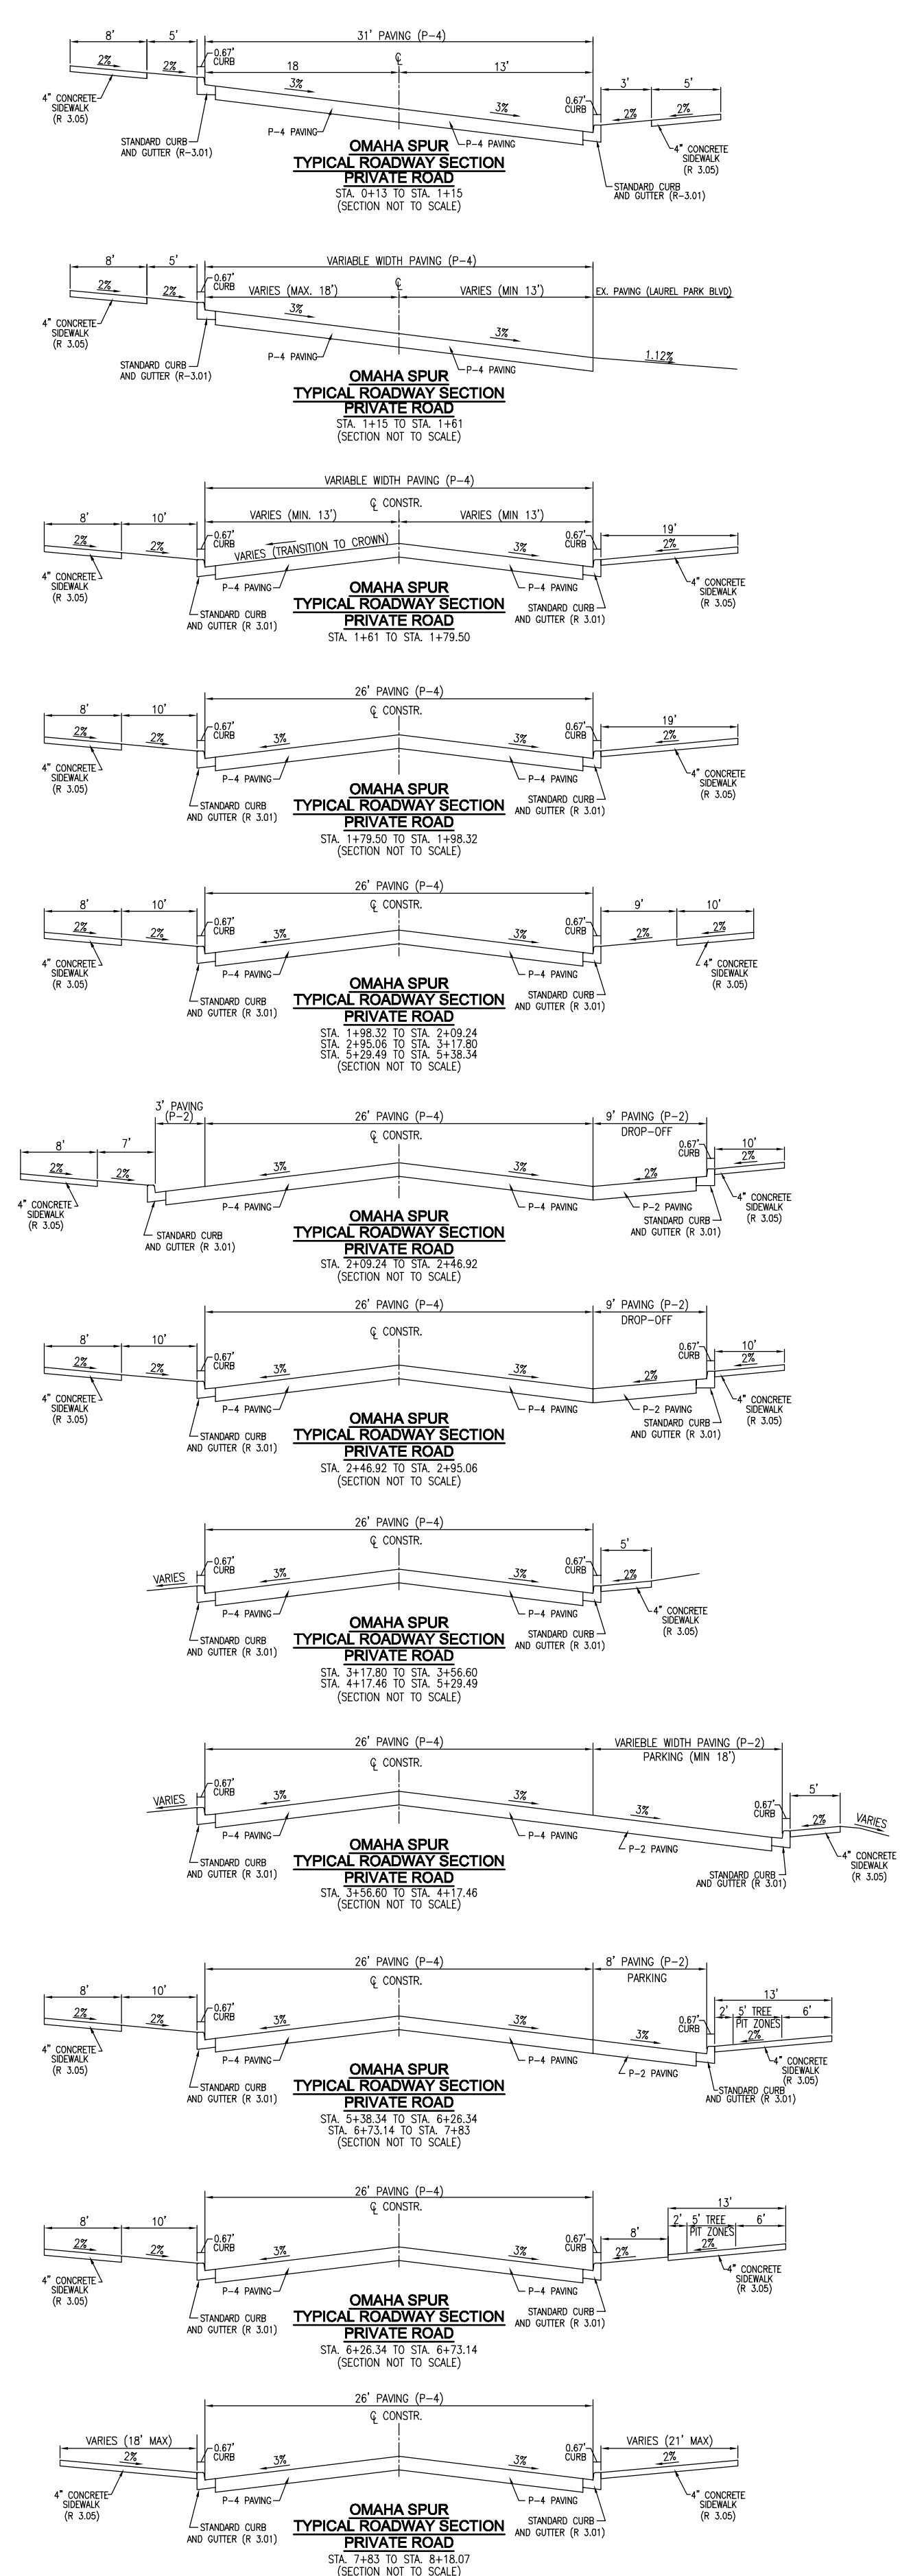 31' PAVING (P-4)
8'
5'
0.67'
CURB
18
℄
13'
2%
2%
3%
0.67'
CURB
3'
5'
4" CONCRETE
SIDEWALK
(R 3.05)
3%
2%
2%
STANDARD CURB
AND GUTTER (R-3.01)
P-4 PAVING
P-4 PAVING
4" CONCRETE
SIDEWALK
(R 3.05)
STANDARD CURB
AND GUTTER (R-3.01)
OMAHA SPUR
TYPICAL ROADWAY SECTION
PRIVATE ROAD
STA. 0+13 TO STA. 1+15
(SECTION NOT TO SCALE)
VARIABLE WIDTH PAVING (P-4)
8'
5'
0.67'
CURB
℄
VARIES (MAX. 18')
VARIES (MIN 13')
EX. PAVING (LAUREL PARK BLVD)
2%
2%
3%
3%
1.12%
4" CONCRETE
SIDEWALK
(R 3.05)
STANDARD CURB
AND GUTTER (R-3.01)
P-4 PAVING
P-4 PAVING
OMAHA SPUR
TYPICAL ROADWAY SECTION
PRIVATE ROAD
STA. 1+15 TO STA. 1+61
(SECTION NOT TO SCALE)
VARIABLE WIDTH PAVING (P-4)
℄ CONSTR.
8'
10'
VARIES (MIN. 13')
VARIES (MIN 13')
19'
0.67'
CURB
0.67'
CURB
2%
2%
VARIES (TRANSITION TO CROWN)
3%
2%
4" CONCRETE
SIDEWALK
(R 3.05)
P-4 PAVING
P-4 PAVING
4" CONCRETE
SIDEWALK
(R 3.05)
STANDARD CURB
AND GUTTER (R 3.01)
STANDARD CURB
AND GUTTER (R 3.01)
OMAHA SPUR
TYPICAL ROADWAY SECTION
PRIVATE ROAD
STA. 1+61 TO STA. 1+79.50
26' PAVING (P-4)
℄ CONSTR.
8'
10'
0.67'
CURB
0.67'
CURB
19'
2%
2%
3%
3%
2%
4" CONCRETE
SIDEWALK
(R 3.05)
P-4 PAVING
P-4 PAVING
4" CONCRETE
SIDEWALK
(R 3.05)
STANDARD CURB
AND GUTTER (R 3.01)
STANDARD CURB
AND GUTTER (R 3.01)
OMAHA SPUR
TYPICAL ROADWAY SECTION
PRIVATE ROAD
STA. 1+79.50 TO STA. 1+98.32
(SECTION NOT TO SCALE)
26' PAVING (P-4)
℄ CONSTR.
8'
10'
0.67'
CURB
0.67'
CURB
9'
10'
2%
2%
3%
3%
2%
2%
4" CONCRETE
SIDEWALK
(R 3.05)
P-4 PAVING
P-4 PAVING
4" CONCRETE
SIDEWALK
(R 3.05)
STANDARD CURB
AND GUTTER (R 3.01)
STANDARD CURB
AND GUTTER (R 3.01)
OMAHA SPUR
TYPICAL ROADWAY SECTION
PRIVATE ROAD
STA. 1+98.32 TO STA. 2+09.24
STA. 2+95.06 TO STA. 3+17.80
STA. 5+29.49 TO STA. 5+38.34
(SECTION NOT TO SCALE)
3' PAVING
(P-2)
26' PAVING (P-4)
9' PAVING (P-2)
DROP-OFF
℄ CONSTR.
8'
7'
0.67'
CURB
10'
2%
2%
3%
3%
2%
2%
4" CONCRETE
SIDEWALK
(R 3.05)
P-4 PAVING
P-4 PAVING
P-2 PAVING
4" CONCRETE
SIDEWALK
(R 3.05)
STANDARD CURB
AND GUTTER (R 3.01)
STANDARD CURB
AND GUTTER (R 3.01)
OMAHA SPUR
TYPICAL ROADWAY SECTION
PRIVATE ROAD
STA. 2+09.24 TO STA. 2+46.92
(SECTION NOT TO SCALE)
26' PAVING (P-4)
9' PAVING (P-2)
DROP-OFF
℄ CONSTR.
8'
10'
0.67'
CURB
0.67'
CURB
10'
2%
2%
3%
3%
2%
2%
4" CONCRETE
SIDEWALK
(R 3.05)
P-4 PAVING
P-4 PAVING
P-2 PAVING
4" CONCRETE
SIDEWALK
(R 3.05)
STANDARD CURB
AND GUTTER (R 3.01)
STANDARD CURB
AND GUTTER (R 3.01)
OMAHA SPUR
TYPICAL ROADWAY SECTION
PRIVATE ROAD
STA. 2+46.92 TO STA. 2+95.06
(SECTION NOT TO SCALE)
26' PAVING (P-4)
℄ CONSTR.
0.67'
CURB
0.67'
CURB
5'
VARIES
3%
3%
2%
P-4 PAVING
P-4 PAVING
4" CONCRETE
SIDEWALK
(R 3.05)
STANDARD CURB
AND GUTTER (R 3.01)
STANDARD CURB
AND GUTTER (R 3.01)
OMAHA SPUR
TYPICAL ROADWAY SECTION
PRIVATE ROAD
STA. 3+17.80 TO STA. 3+56.60
STA. 4+17.46 TO STA. 5+29.49
(SECTION NOT TO SCALE)
26' PAVING (P-4)
VARIEBLE WIDTH PAVING (P-2)
PARKING (MIN 18')
℄ CONSTR.
0.67'
CURB
0.67'
CURB
5'
VARIES
3%
3%
3%
2%
VARIES
P-4 PAVING
P-4 PAVING
P-2 PAVING
4" CONCRETE
SIDEWALK
(R 3.05)
STANDARD CURB
AND GUTTER (R 3.01)
STANDARD CURB
AND GUTTER (R 3.01)
OMAHA SPUR
TYPICAL ROADWAY SECTION
PRIVATE ROAD
STA. 3+56.60 TO STA. 4+17.46
(SECTION NOT TO SCALE)
26' PAVING (P-4)
8' PAVING (P-2)
PARKING
℄ CONSTR.
8'
10'
0.67'
CURB
0.67'
CURB
13'
2'
5' TREE
PIT ZONES
6'
2%
2%
3%
3%
3%
2%
4" CONCRETE
SIDEWALK
(R 3.05)
P-4 PAVING
P-4 PAVING
P-2 PAVING
4" CONCRETE
SIDEWALK
(R 3.05)
STANDARD CURB
AND GUTTER (R 3.01)
STANDARD CURB
AND GUTTER (R 3.01)
OMAHA SPUR
TYPICAL ROADWAY SECTION
PRIVATE ROAD
STA. 5+38.34 TO STA. 6+26.34
STA. 6+73.14 TO STA. 7+83
(SECTION NOT TO SCALE)
26' PAVING (P-4)
℄ CONSTR.
8'
10'
0.67'
CURB
0.67'
CURB
8'
13'
2'
5' TREE
PIT ZONES
6'
2%
2%
3%
3%
2%
2%
4" CONCRETE
SIDEWALK
(R 3.05)
P-4 PAVING
P-4 PAVING
4" CONCRETE
SIDEWALK
(R 3.05)
STANDARD CURB
AND GUTTER (R 3.01)
STANDARD CURB
AND GUTTER (R 3.01)
OMAHA SPUR
TYPICAL ROADWAY SECTION
PRIVATE ROAD
STA. 6+26.34 TO STA. 6+73.14
(SECTION NOT TO SCALE)
26' PAVING (P-4)
℄ CONSTR.
VARIES (18' MAX)
0.67'
CURB
0.67'
CURB
VARIES (21' MAX)
2%
3%
3%
2%
4" CONCRETE
SIDEWALK
(R 3.05)
P-4 PAVING
P-4 PAVING
4" CONCRETE
SIDEWALK
(R 3.05)
STANDARD CURB
AND GUTTER (R 3.01)
STANDARD CURB
AND GUTTER (R 3.01)
OMAHA SPUR
TYPICAL ROADWAY SECTION
PRIVATE ROAD
STA. 7+83 TO STA. 8+18.07
(SECTION NOT TO SCALE)